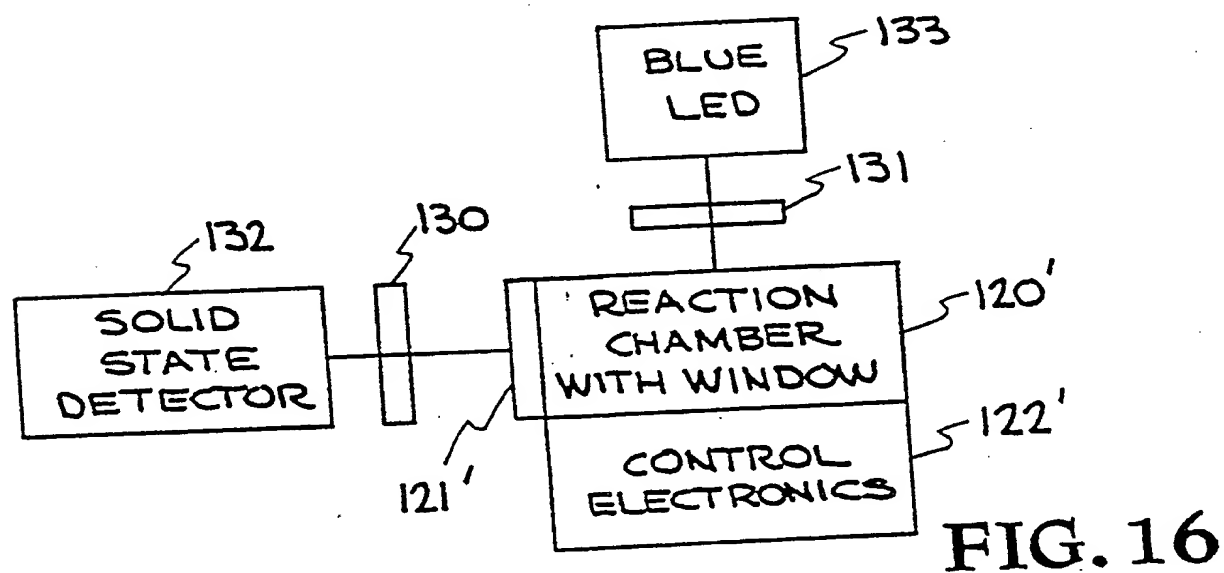 BLUE
LED
133
131
130
132
SOLID
STATE
DETECTOR
REACTION
CHAMBER
WITH WINDOW
120'
121'
CONTROL
ELECTRONICS
122'
FIG. 16